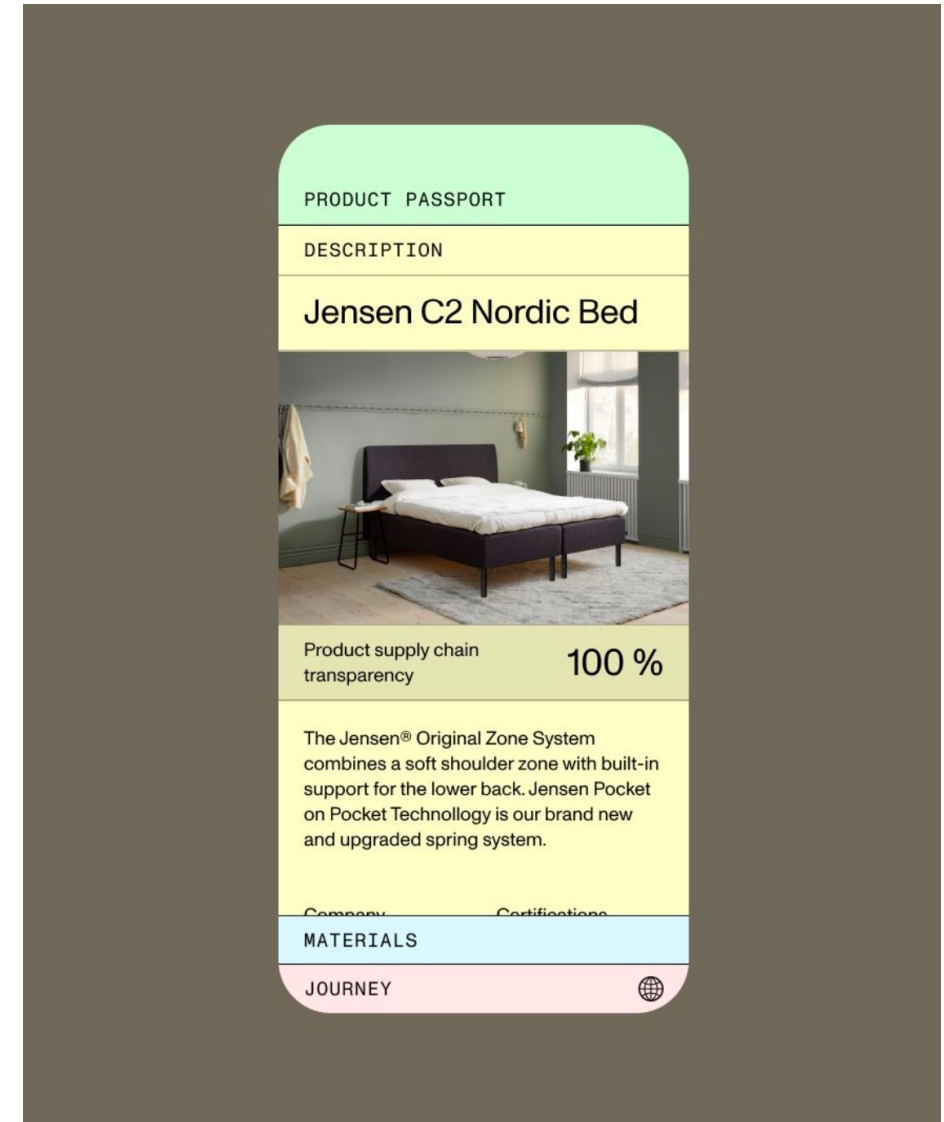 PRODUCT PASSPORT
DESCRIPTION
Jensen C2 Nordic Bed
Product supply chain
transparency
100 %
The Jensen® Original Zone System
combines a soft shoulder zone with built-in
support for the lower back. Jensen Pocket
on Pocket Technollogy is our brand new
and upgraded spring system.
Company
Certifications
MATERIALS
JOURNEY